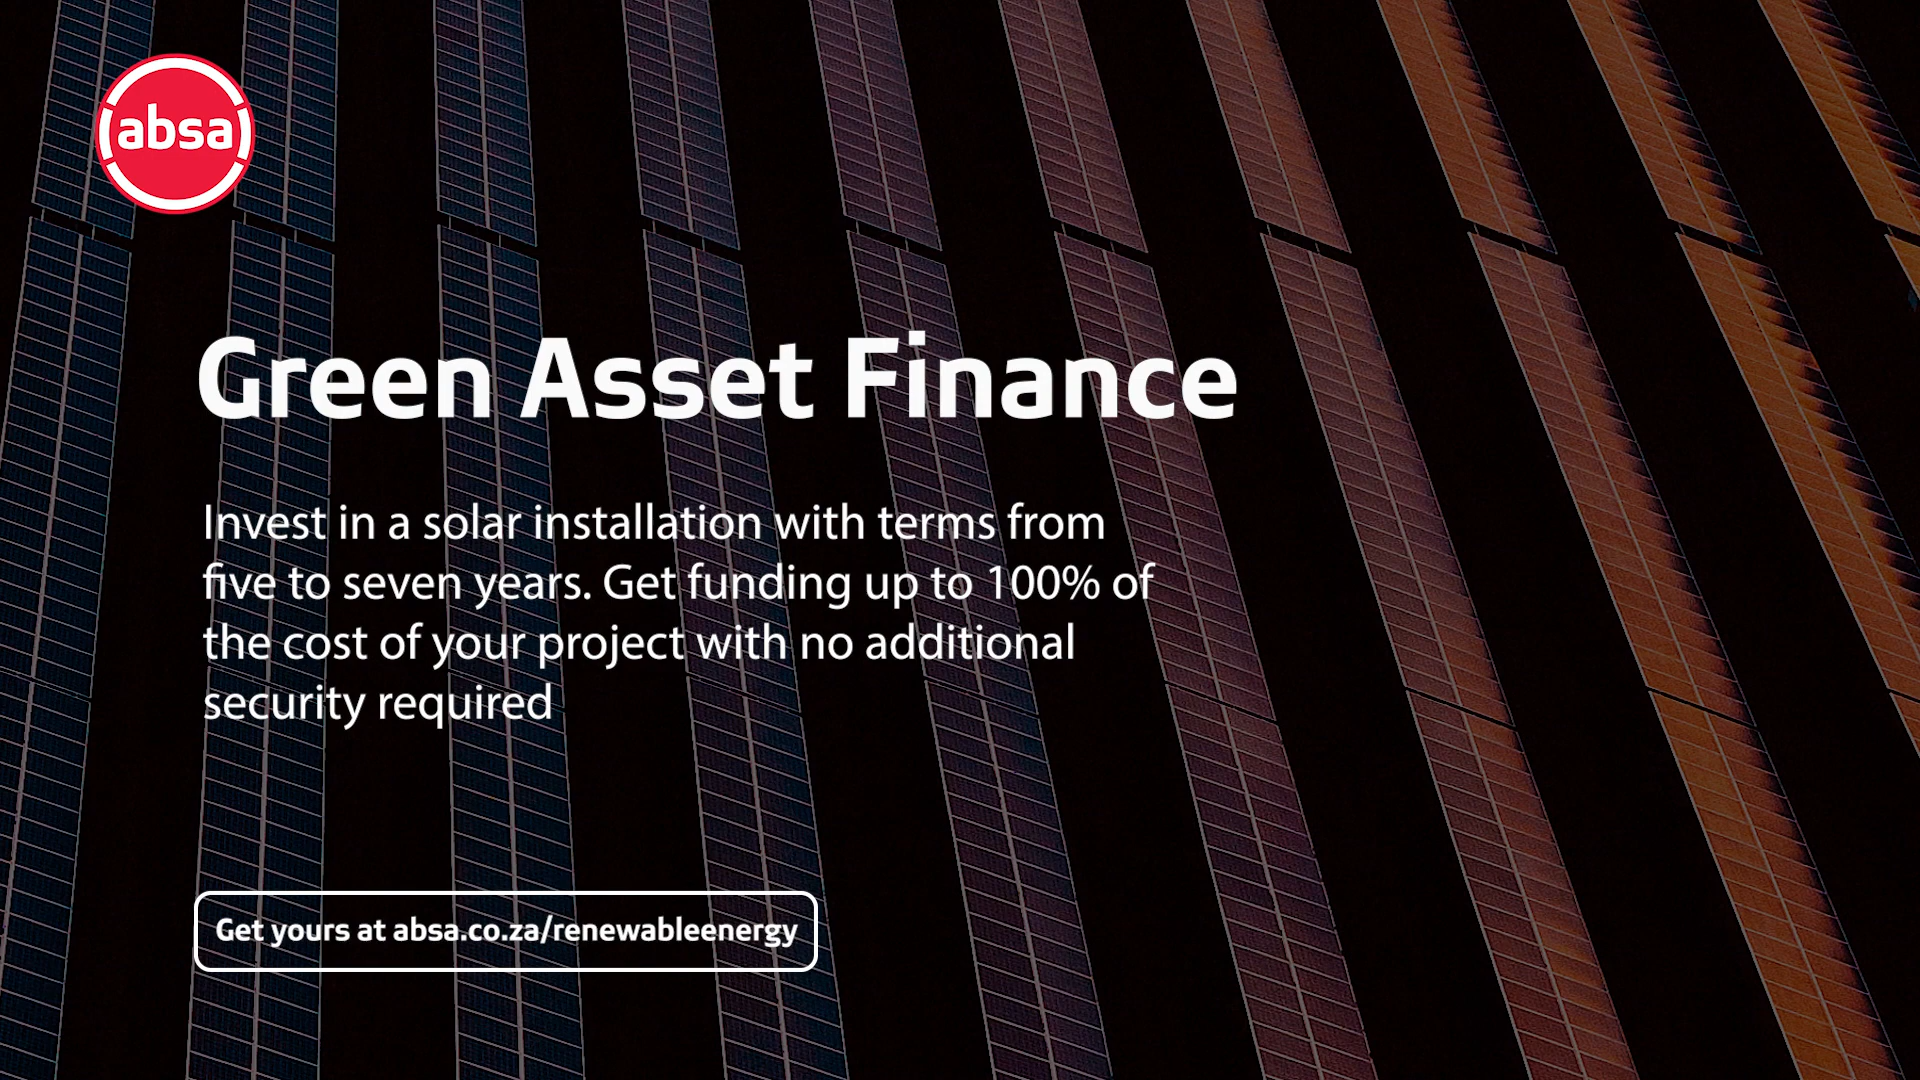 absa
Green Asset Finance
Invest in a solar installation with terms from
five to seven years. Get funding up to 100% of
the cost of your project with no additional
security required
Get yours at absa.co.za/renewableenergy